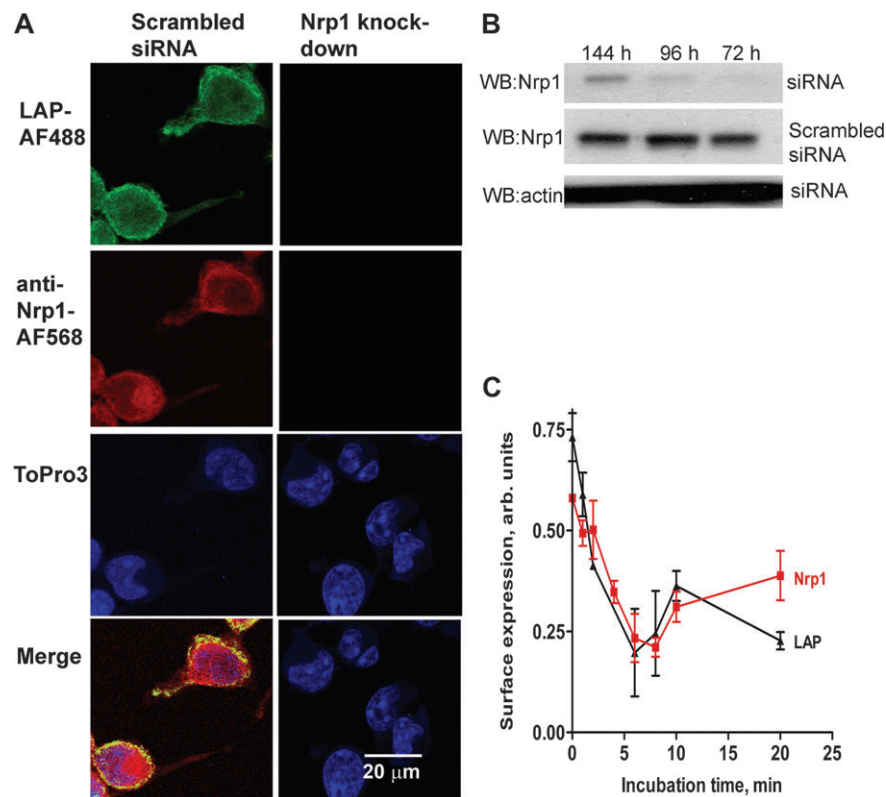 A
Scrambled siRNA
Nrp1 knock-down
LAP-AF488
anti-Nrp1-AF568
ToPro3
Merge
20 μm
B
144 h 96 h 72 h
WB:Nrp1 siRNA
WB:Nrp1 Scrambled siRNA
WB:actin siRNA
C
Surface expression, arb. units
0.75
0.50
0.25
0.00
Nrp1
LAP
0 5 10 15 20 25
Incubation time, min